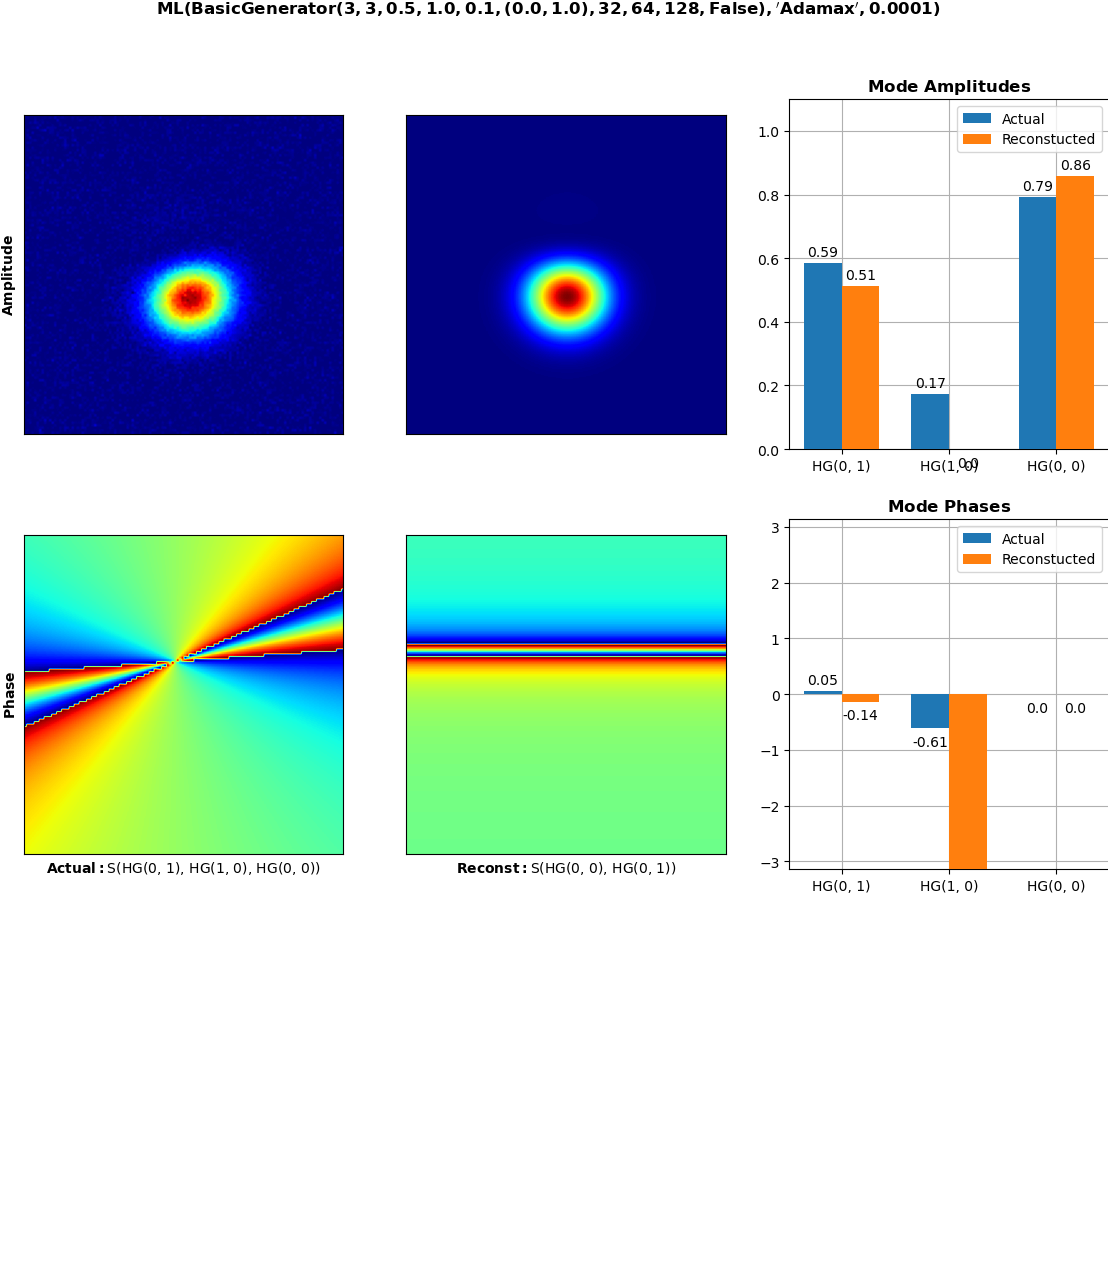 ML(BasicGenerator(3, 3, 0.5, 1.0, 0.1, (0.0, 1.0), 32, 64, 128, False), 'Adamax', 0.0001)
Amplitude
Mode Amplitudes
Actual
Reconstucted
1.0
0.8
0.6
0.4
0.2
0.0
0.59
0.51
0.17
0.0
0.79
0.86
HG(0, 1)
HG(1, 0)
HG(0, 0)
Phase
Actual: S(HG(0, 1), HG(1, 0), HG(0, 0))
Reconst: S(HG(0, 0), HG(0, 1))
Mode Phases
Actual
Reconstucted
3
2
1
0
−1
−2
−3
0.05
-0.14
-0.61
0.0
0.0
HG(0, 1)
HG(1, 0)
HG(0, 0)